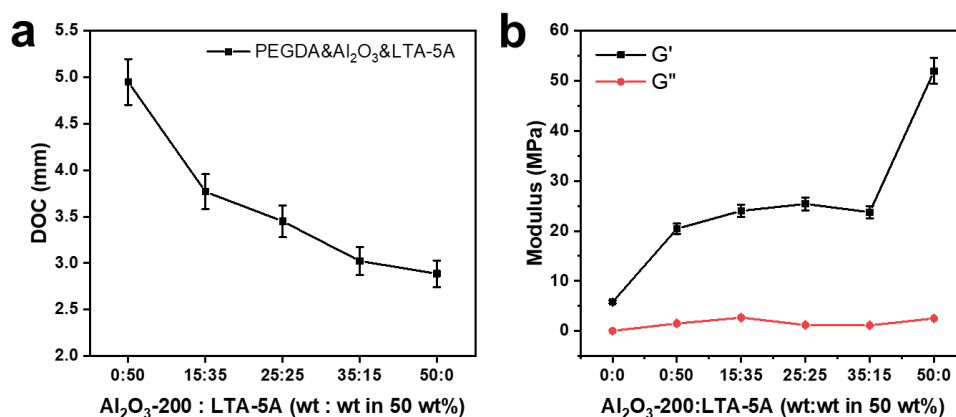 a
PEGDA&Al₂O₃&LTA-5A
DOC (mm)
5.5
5.0
4.5
4.0
3.5
3.0
2.5
2.0
0:50 15:35 25:25 35:15 50:0
Al₂O₃-200 : LTA-5A (wt : wt in 50 wt%)
b
G'
G"
Modulus (MPa)
60
50
40
30
20
10
0
0:0 0:50 15:35 25:25 35:15 50:0
Al₂O₃-200:LTA-5A (wt:wt in 50 wt%)